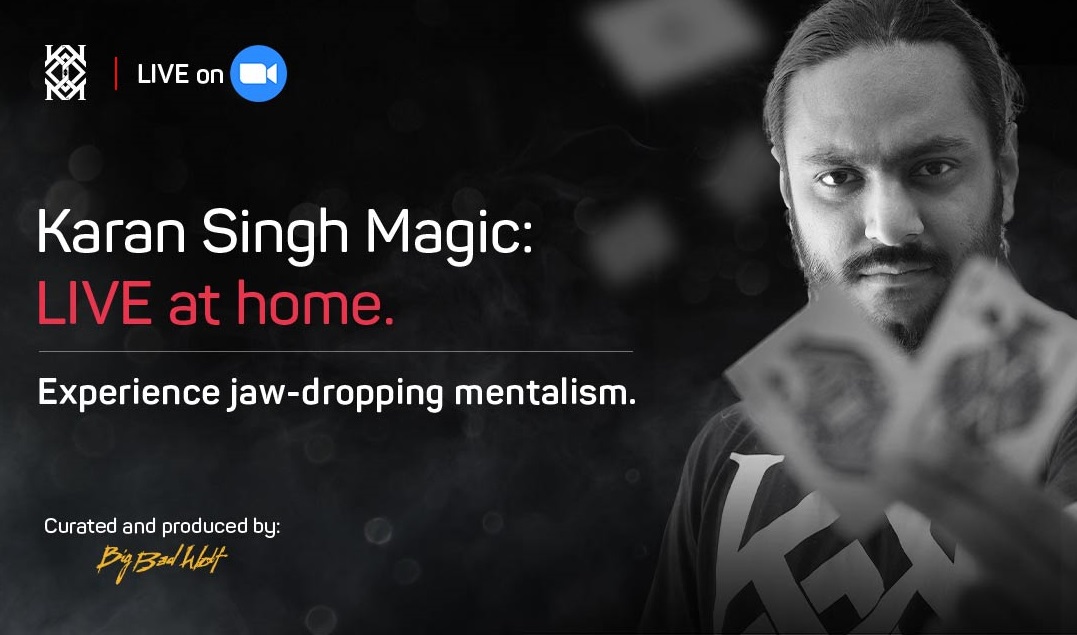 LIVE on
Karan Singh Magic:
LIVE at home.
Experience jaw-dropping mentalism.
Curated and produced by:
Big Bad Wolf